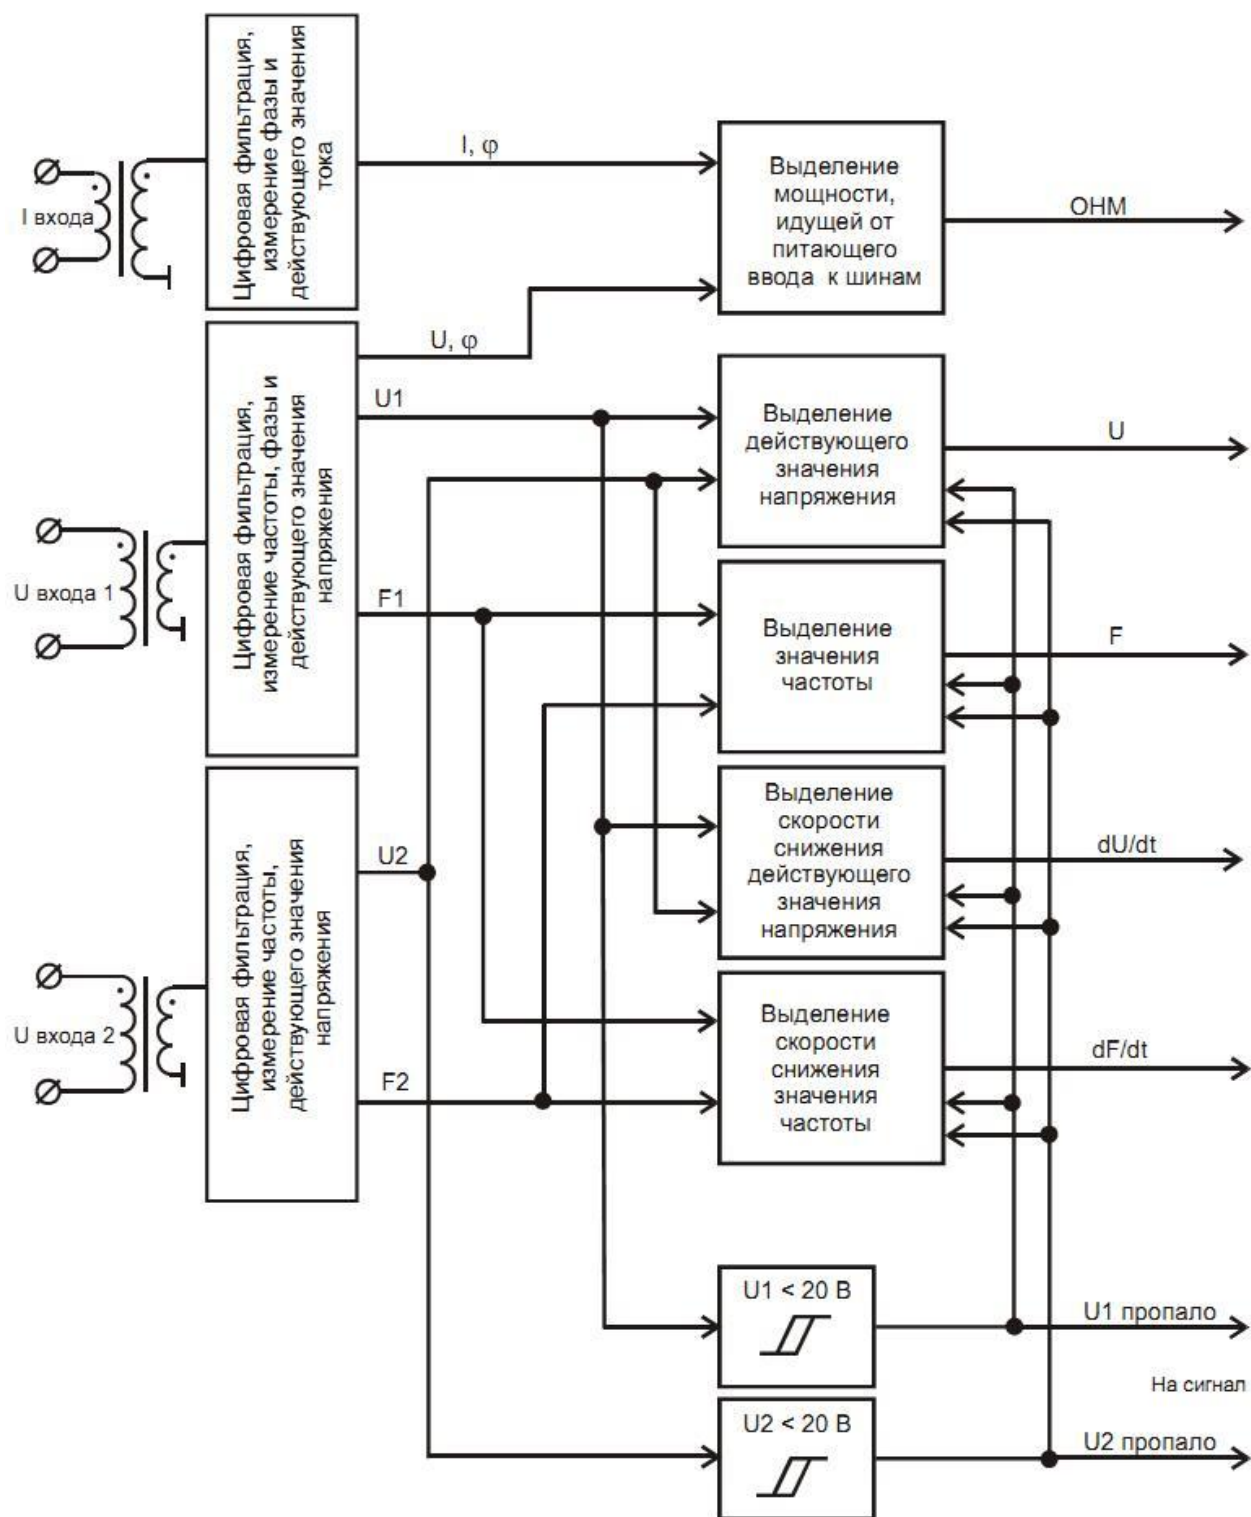 Цифровая фильтрация,
измерение фазы и
действующего значения
тока
I входа
I, φ
Выделение
мощности,
идущей от
питающего
ввода к шинам
ОНМ
Цифровая фильтрация,
измерение частоты, фазы и
действующего значения
напряжения
U входа 1
U, φ
U1
F1
Выделение
действующего
значения
напряжения
U
Выделение
значения
частоты
F
Цифровая фильтрация,
измерение частоты,
действующего значения
напряжения
U входа 2
U2
F2
Выделение
скорости
снижения
действующего
значения
напряжения
dU/dt
Выделение
скорости
снижения
значения
частоты
dF/dt
U1 < 20 В
U1 пропало
На сигнал
U2 < 20 В
U2 пропало